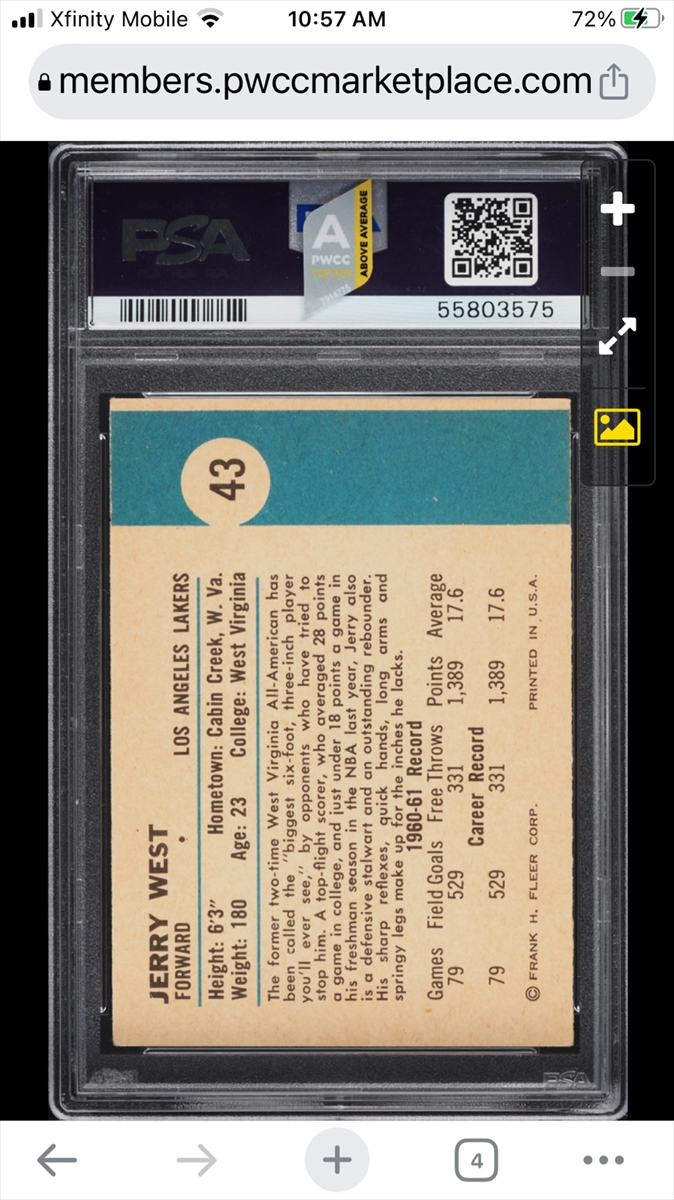 Xfinity Mobile
10:57 AM
72%
members.pwccmarketplace.com
PSA
A
PWCC
TOP 30%
ABOVE AVERAGE
55803575
43
JERRY WEST
FORWARD LOS ANGELES LAKERS
Height: 6'3" Hometown: Cabin Creek, W. Va.
Weight: 180 Age: 23 College: West Virginia
The former two-time West Virginia All-American has
been called the "biggest six-foot, three-inch player
you'll ever see," by opponents who have tried to
stop him. A top-flight scorer, who averaged 28 points
a game in college, and just under 18 points a game in
his freshman season in the NBA last year, Jerry also
is a defensive stalwart and an outstanding rebounder.
His sharp reflexes, quick hands, long arms and
springy legs make up for the inches he lacks.
1960-61 Record
Games Field Goals Free Throws Points Average
79 529 331 1,389 17.6
Career Record
79 529 331 1,389 17.6
© FRANK H. FLEER CORP. PRINTED IN U.S.A.
PSA
4